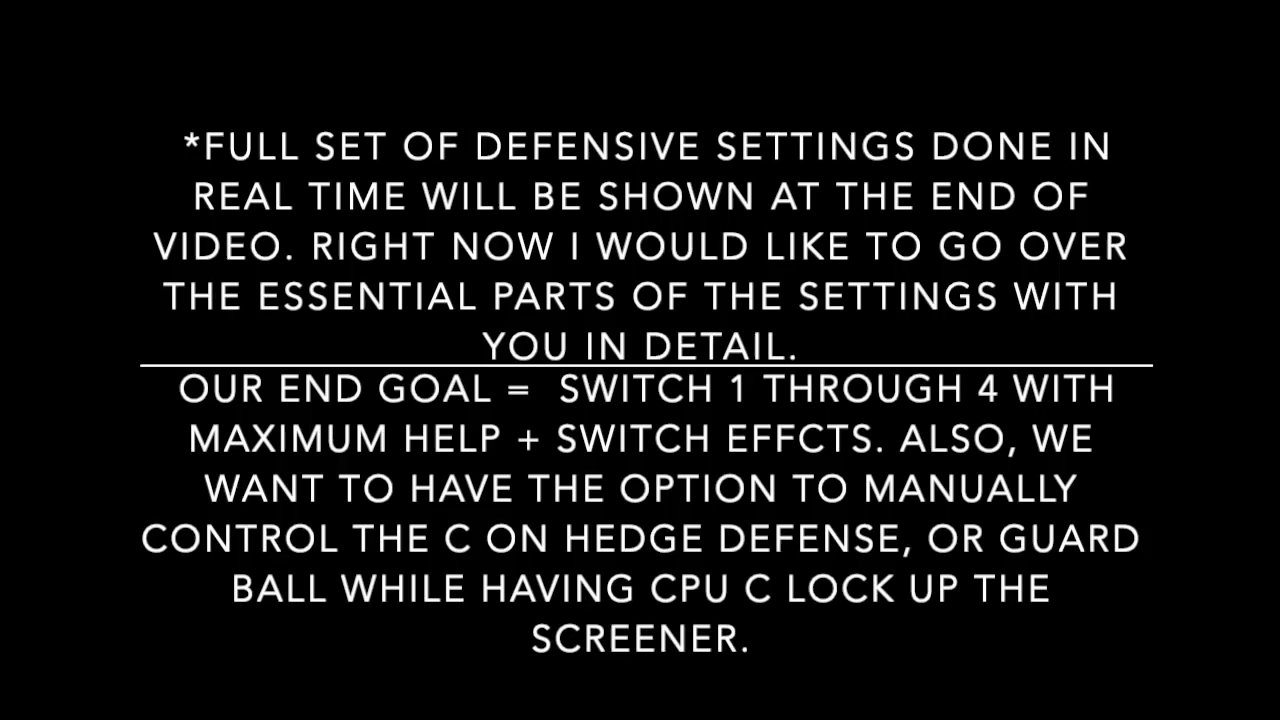 *FULL SET OF DEFENSIVE SETTINGS DONE IN
REAL TIME WILL BE SHOWN AT THE END OF
VIDEO. RIGHT NOW I WOULD LIKE TO GO OVER
THE ESSENTIAL PARTS OF THE SETTINGS WITH
YOU IN DETAIL.
OUR END GOAL = SWITCH 1 THROUGH 4 WITH
MAXIMUM HELP + SWITCH EFFCTS. ALSO, WE
WANT TO HAVE THE OPTION TO MANUALLY
CONTROL THE C ON HEDGE DEFENSE, OR GUARD
BALL WHILE HAVING CPU C LOCK UP THE
SCREENER.